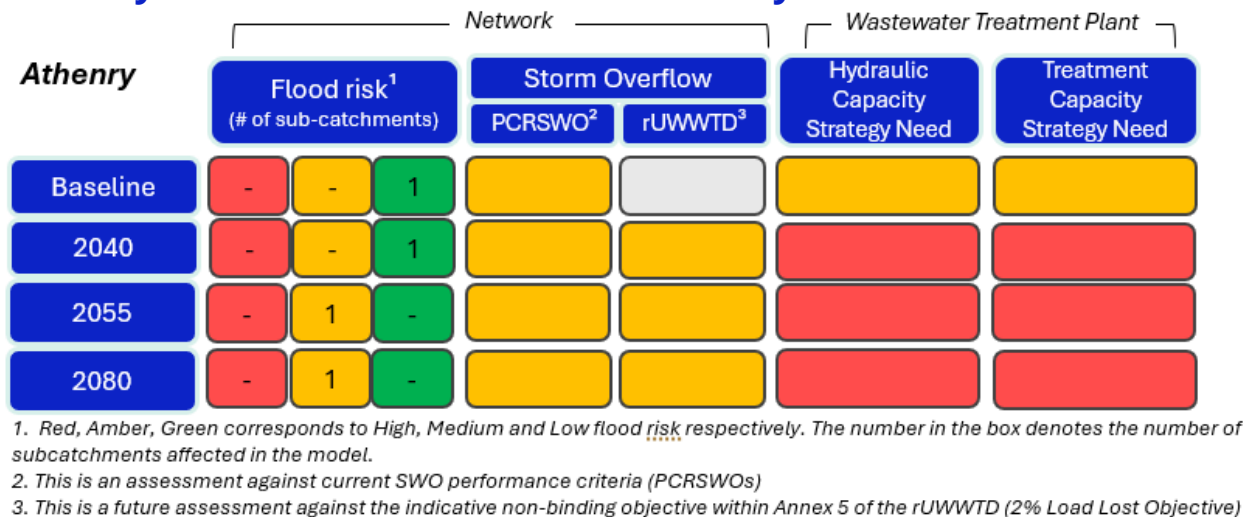 Network
Wastewater Treatment Plant
Athenry
Flood risk¹
(# of sub-catchments)
Storm Overflow
PCRSWO²
rUWWTD³
Hydraulic
Capacity
Strategy Need
Treatment
Capacity
Strategy Need
Baseline
- - 1
2040
- - 1
2055
- 1 -
2080
- 1 -
1. Red, Amber, Green corresponds to High, Medium and Low flood risk respectively. The number in the box denotes the number of
subcatchments affected in the model.
2. This is an assessment against current SWO performance criteria (PCRSWOs)
3. This is a future assessment against the indicative non-binding objective within Annex 5 of the rUWWTD (2% Load Lost Objective)